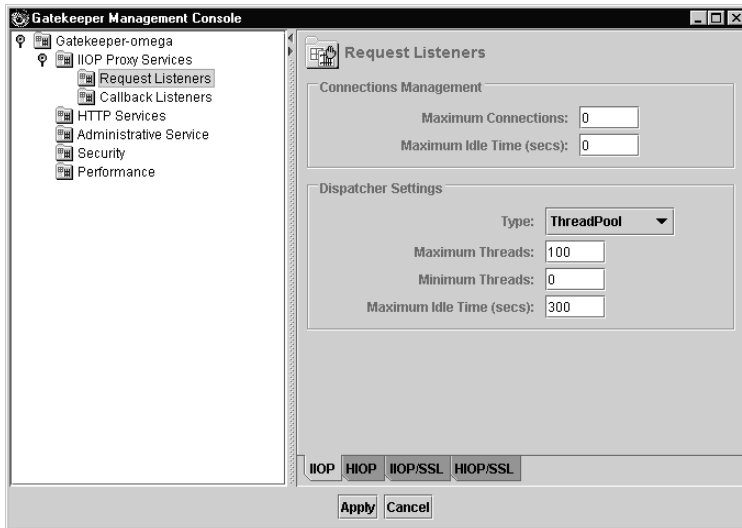 Gatekeeper Management Console
Gatekeeper-omega
IIOP Proxy Services
Request Listeners
Callback Listeners
HTTP Services
Administrative Service
Security
Performance
Request Listeners
Connections Management
Maximum Connections: 0
Maximum Idle Time (secs): 0
Dispatcher Settings
Type: ThreadPool
Maximum Threads: 100
Minimum Threads: 0
Maximum Idle Time (secs): 300
IIOP HIOP IIOP/SSL HIOP/SSL
Apply Cancel